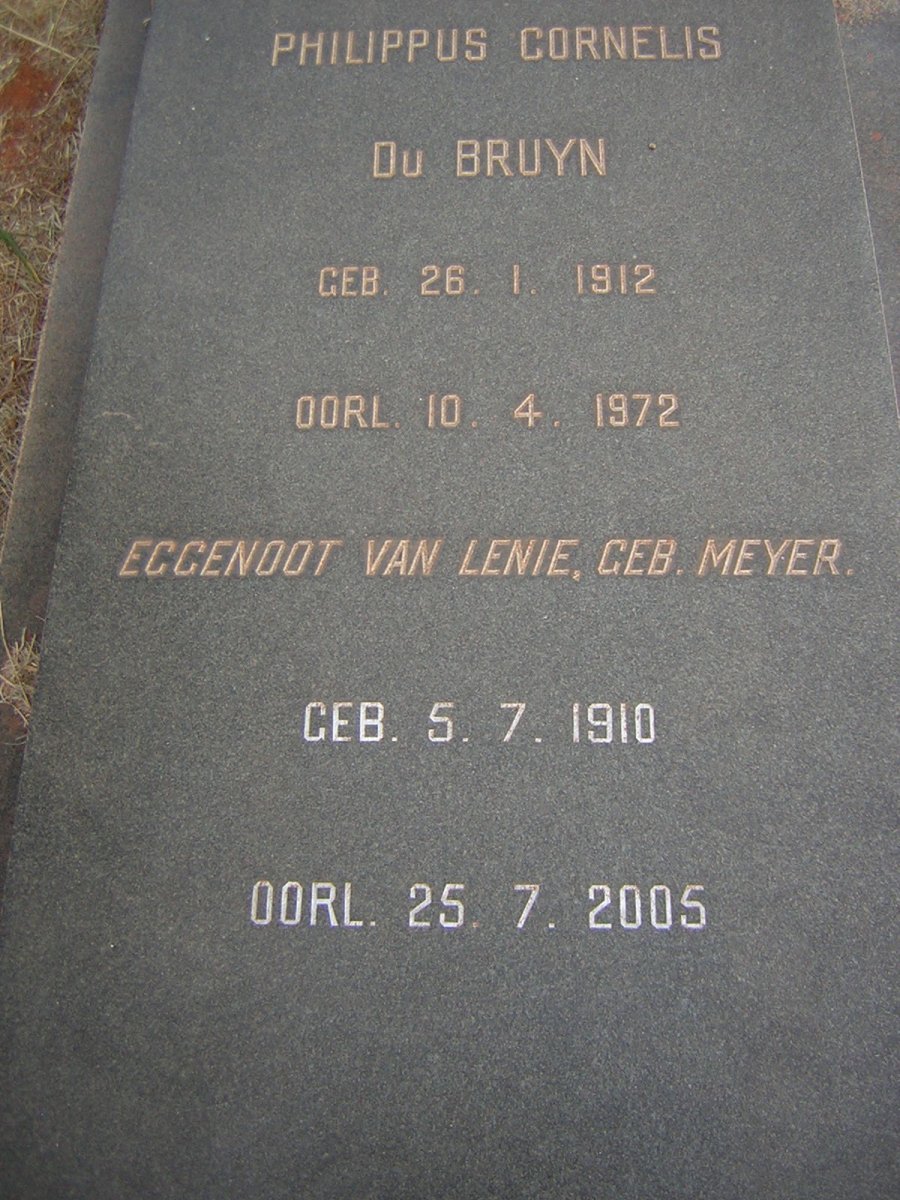 PHILIPPUS CORNELIS
DU BRUYN
GEB. 26. 1. 1912
OORL. 10. 4. 1972
EGGENOOT VAN LENIE, GEB. MEYER.
GEB. 5. 7. 1910
OORL. 25. 7. 2005